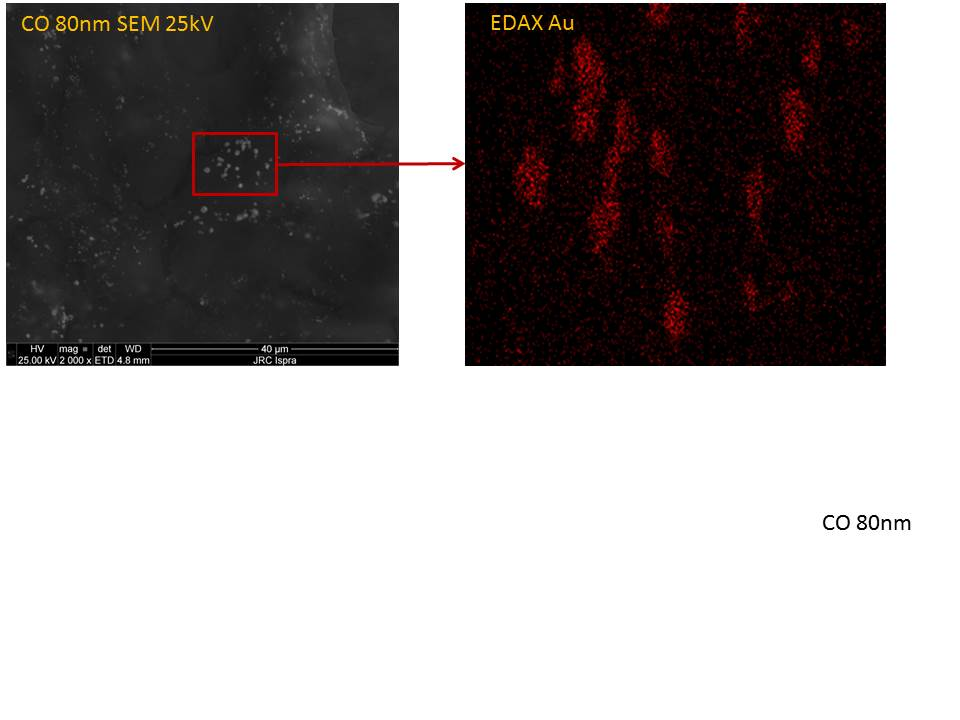 CO 80nm SEM 25kV
EDAX Au
HV mag ≡ det WD 40 µm
25.00 kV 2 000 x ETD 4.8 mm JRC Ispra
CO 80nm